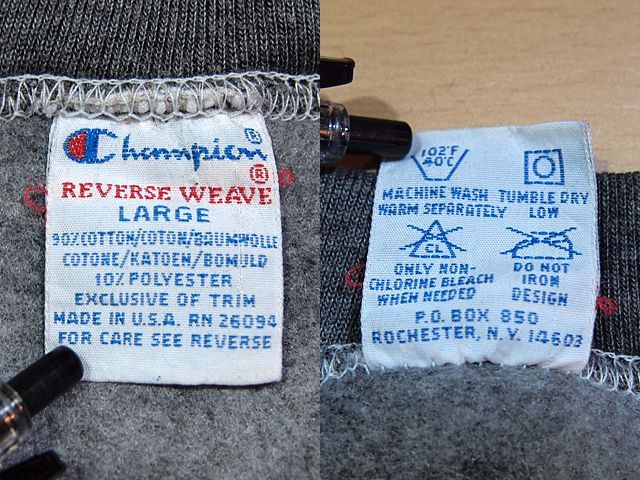 Champion®
REVERSE WEAVE®
LARGE
90% COTTON/COTON/BAUMWOLLE
COTONE/KATOEN/BOMULD
10% POLYESTER
EXCLUSIVE OF TRIM
MADE IN U.S.A. RN 26094
FOR CARE SEE REVERSE
102°F
40°C
MACHINE WASH
WARM SEPARATELY
TUMBLE DRY
LOW
CL
ONLY NON-
CHLORINE BLEACH
WHEN NEEDED
DO NOT
IRON
DESIGN
P.O. BOX 850
ROCHESTER, N.Y. 14603